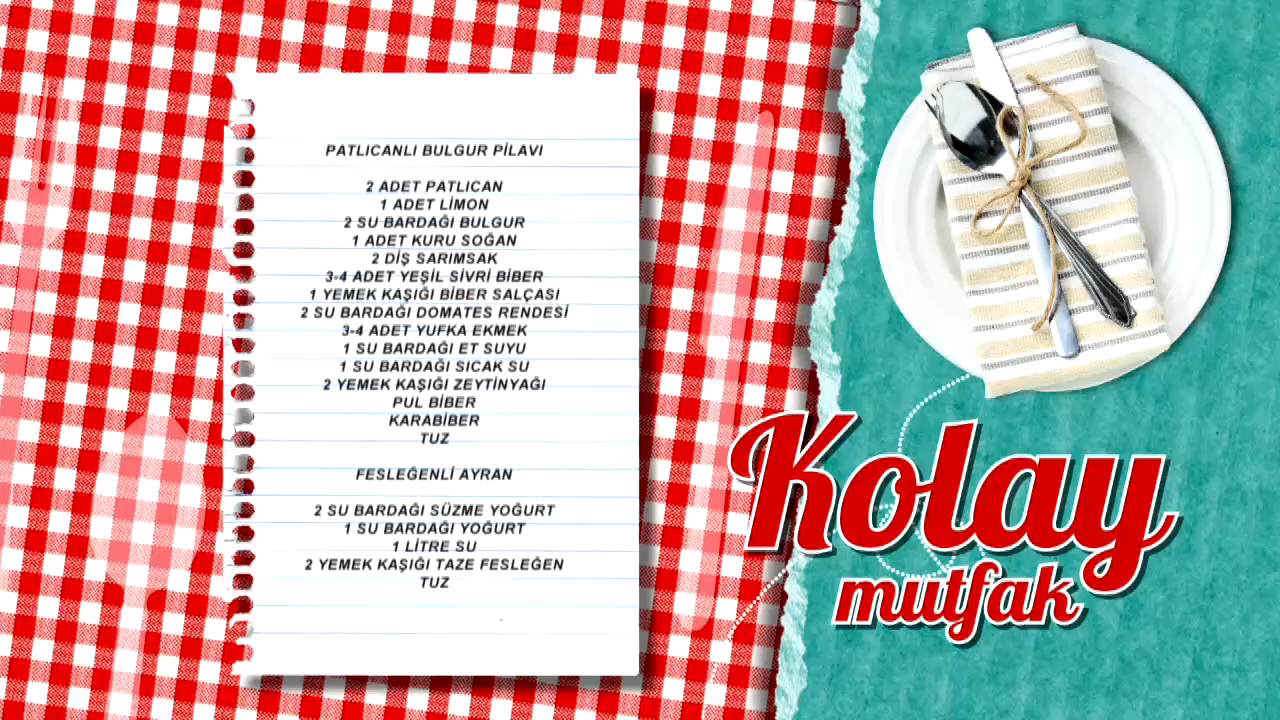 PATLICANLI BULGUR PİLAVI
2 ADET PATLICAN
1 ADET LİMON
2 SU BARDAĞI BULGUR
1 ADET KURU SOĞAN
2 DİŞ SARIMSAK
3-4 ADET YEŞİL SİVRİ BİBER
1 YEMEK KAŞIĞI BİBER SALÇASI
2 SU BARDAĞI DOMATES RENDESİ
3-4 ADET YUFKA EKMEK
1 SU BARDAĞI ET SUYU
1 SU BARDAĞI SICAK SU
2 YEMEK KAŞIĞI ZEYTİNYAĞI
PUL BİBER
KARABİBER
TUZ
FESLEĞENLİ AYRAN
2 SU BARDAĞI SÜZME YOĞURT
1 SU BARDAĞI YOĞURT
1 LİTRE SU
2 YEMEK KAŞIĞI TAZE FESLEĞEN
TUZ
Kolay
mutfak